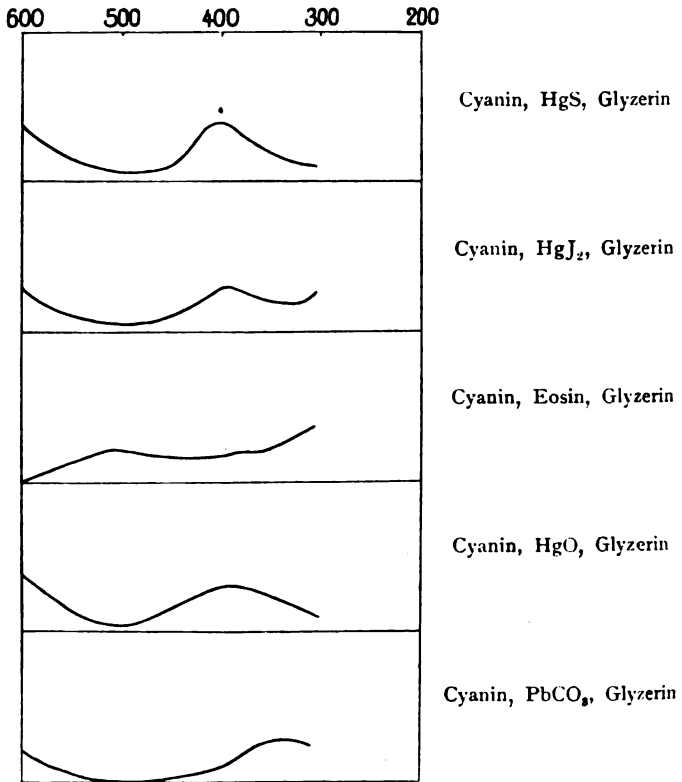 600 500 400 300 200
Cyanin, HgS, Glyzerin
Cyanin, HgJ₂, Glyzerin
Cyanin, Eosin, Glyzerin
Cyanin, HgO, Glyzerin
Cyanin, PbCO₃, Glyzerin